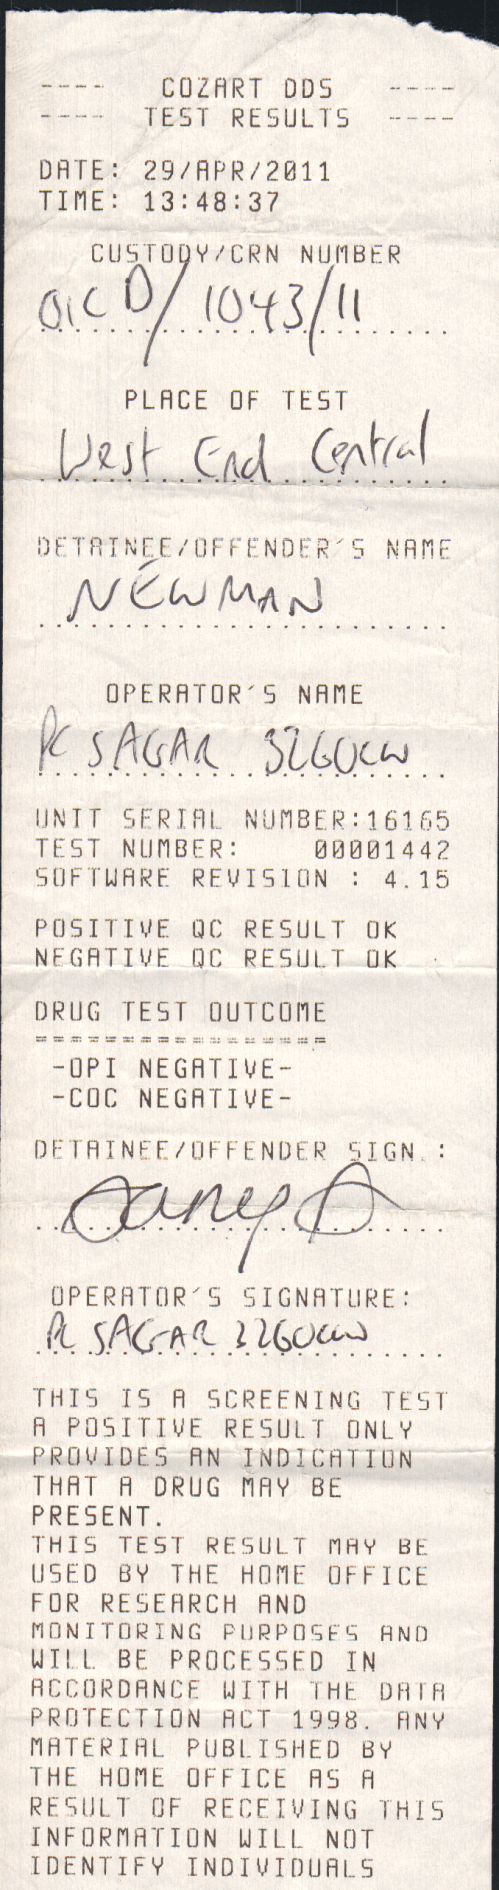 ---- COZART DDS ----
---- TEST RESULTS ----
DATE: 29/APR/2011
TIME: 13:48:37
CUSTODY/CRN NUMBER
01CD/1043/11
PLACE OF TEST
West End Central
DETAINEE/OFFENDER'S NAME
NEWMAN
OPERATOR'S NAME
PC SAGAR 326UCW
UNIT SERIAL NUMBER:16165
TEST NUMBER: 00001442
SOFTWARE REVISION : 4.15
POSITIVE QC RESULT OK
NEGATIVE QC RESULT OK
DRUG TEST OUTCOME
==================
-OPI NEGATIVE-
-COC NEGATIVE-
DETAINEE/OFFENDER SIGN.:
OPERATOR'S SIGNATURE:
PC SAGAR 326UCW
THIS IS A SCREENING TEST
A POSITIVE RESULT ONLY
PROVIDES AN INDICATION
THAT A DRUG MAY BE
PRESENT.
THIS TEST RESULT MAY BE
USED BY THE HOME OFFICE
FOR RESEARCH AND
MONITORING PURPOSES AND
WILL BE PROCESSED IN
ACCORDANCE WITH THE DATA
PROTECTION ACT 1998. ANY
MATERIAL PUBLISHED BY
THE HOME OFFICE AS A
RESULT OF RECEIVING THIS
INFORMATION WILL NOT
IDENTIFY INDIVIDUALS